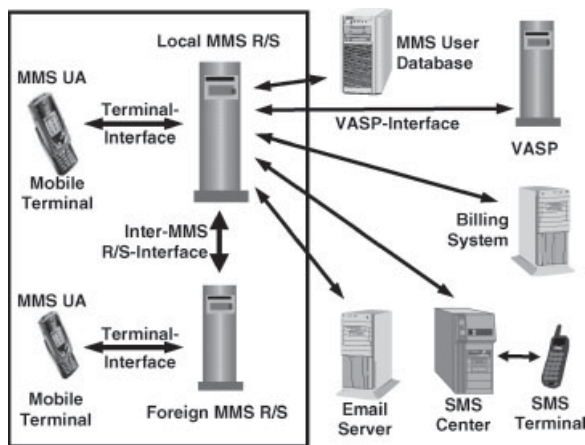 Local MMS R/S
MMS UA
Terminal-
Interface
Mobile
Terminal
MMS User
Database
VASP-Interface
VASP
Billing
System
Inter-MMS
R/S-Interface
MMS UA
Terminal-
Interface
Mobile
Terminal
Foreign MMS R/S
Email
Server
SMS
Center
SMS
Terminal